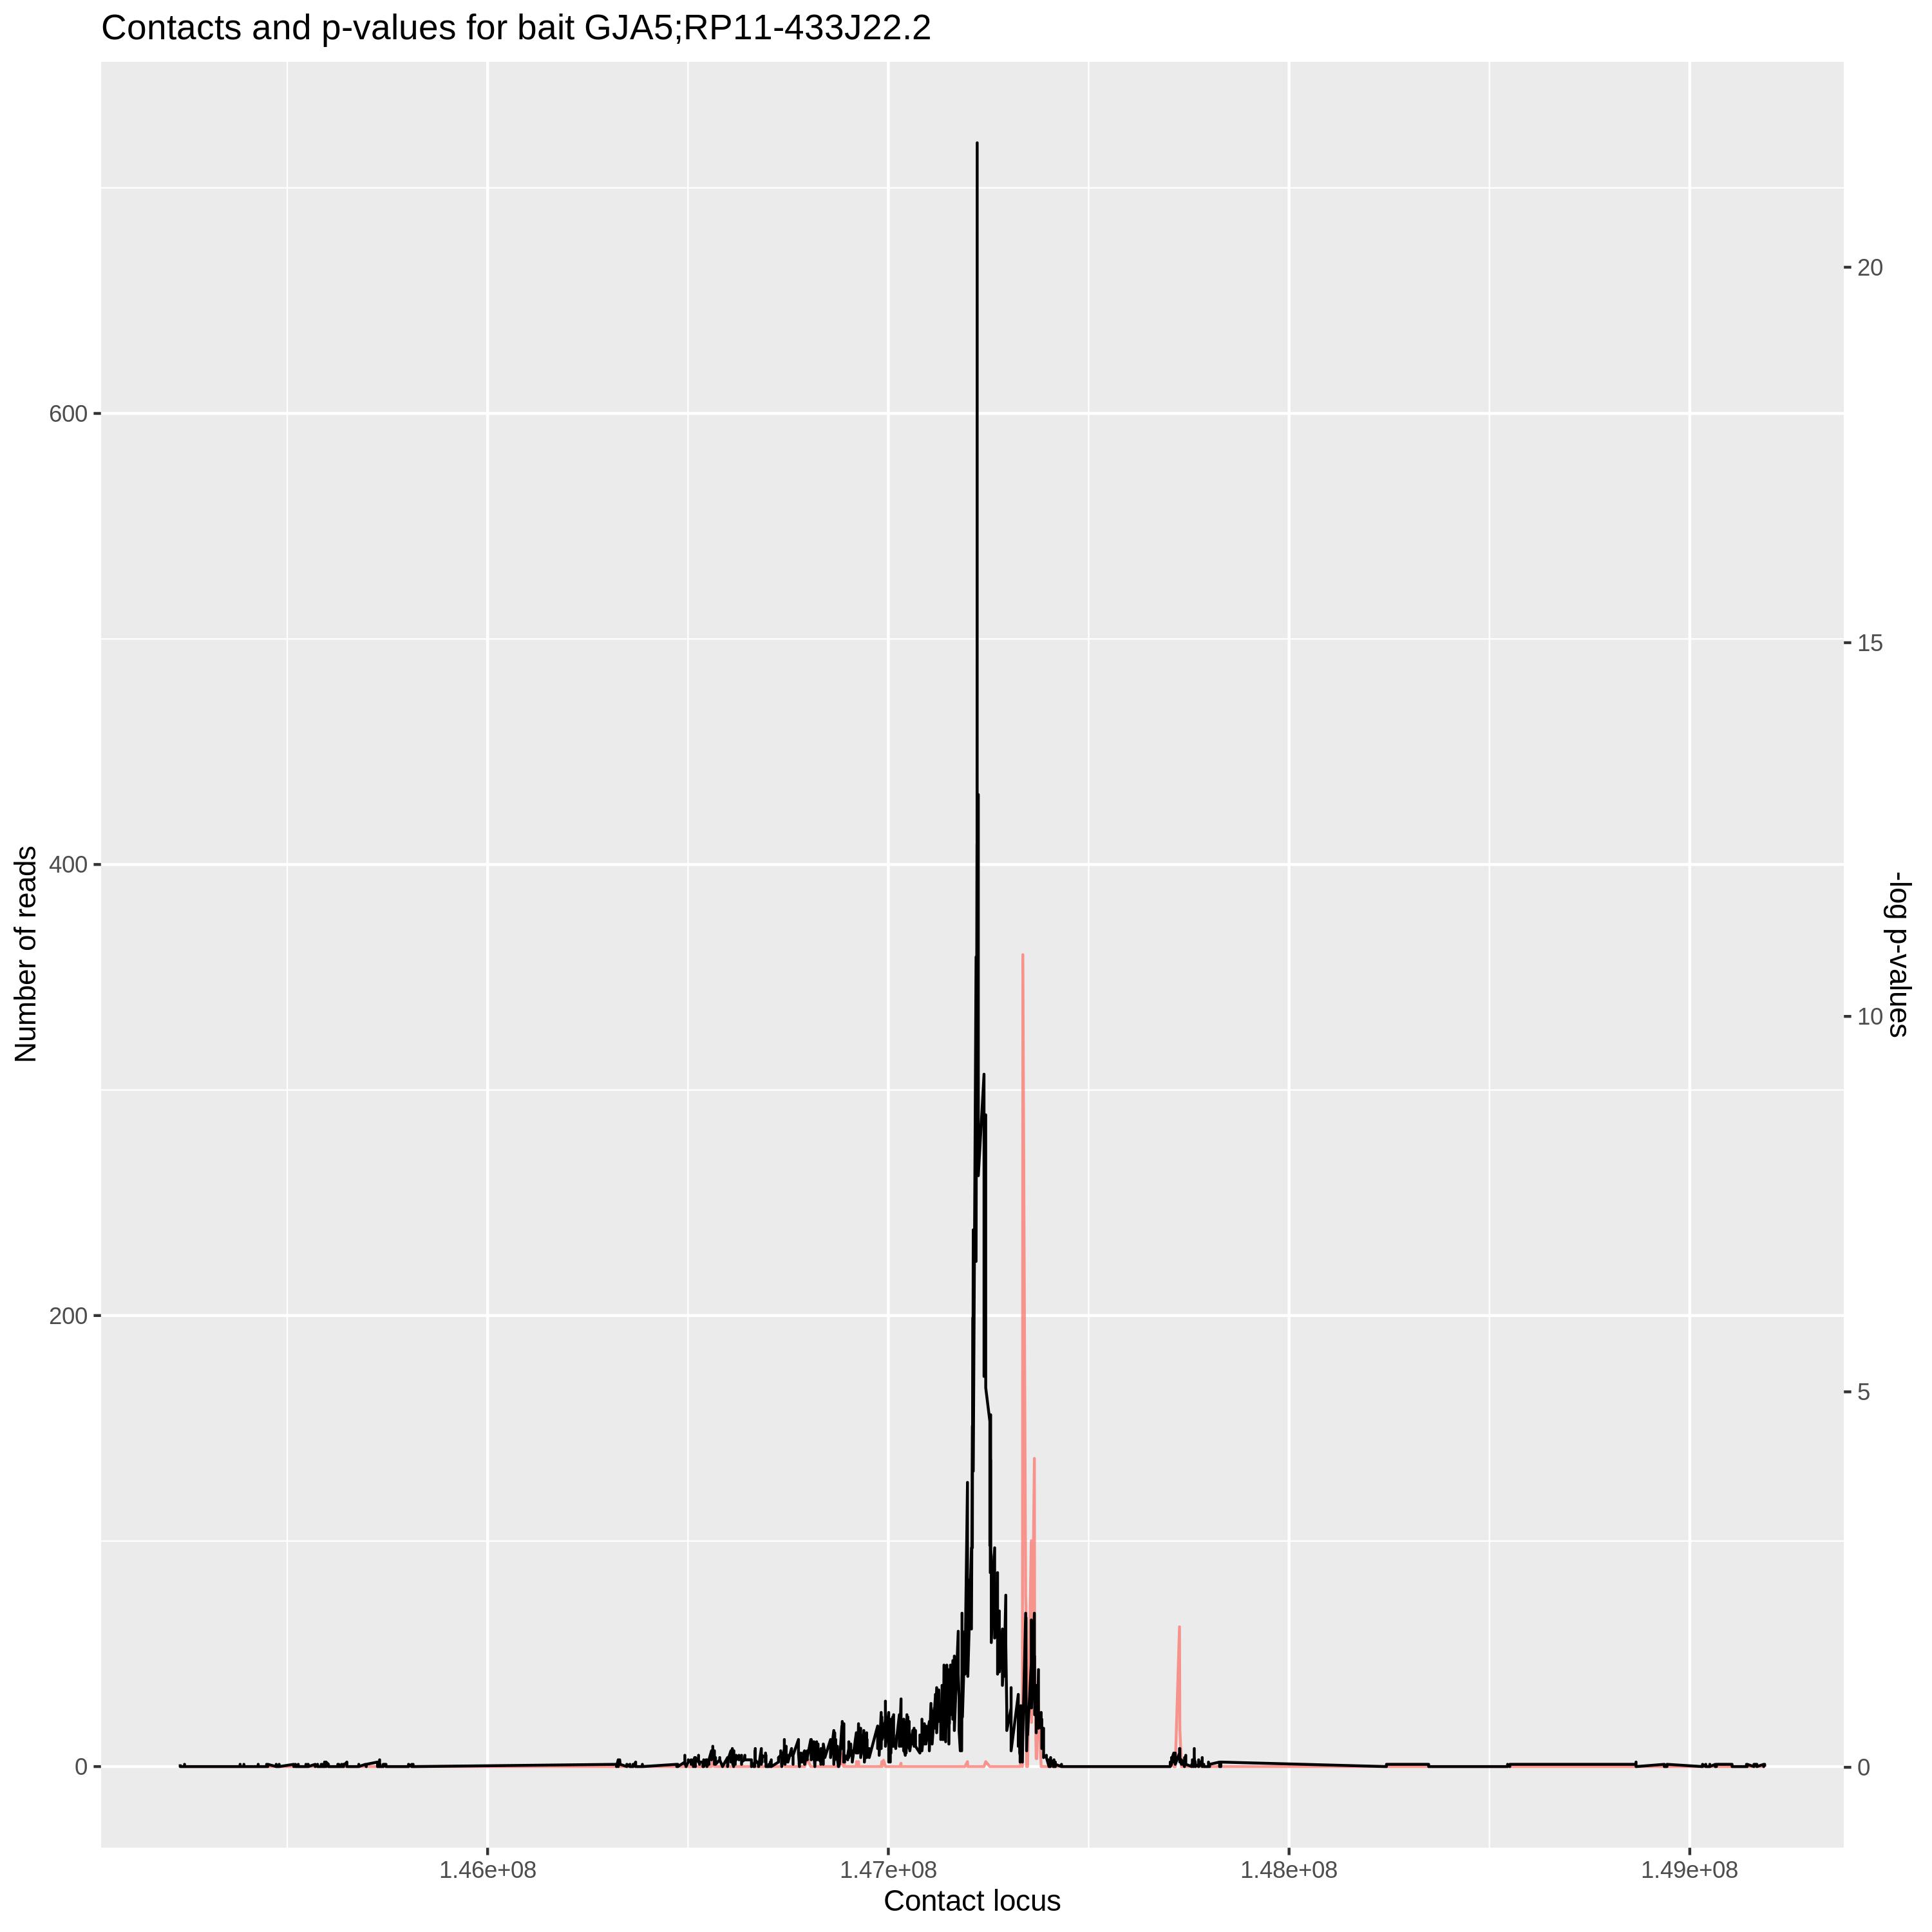 Contacts and p-values for bait GJA5;RP11-433J22.2
600
400
200
0
Number of reads
20
15
10
5
0
-log p-values
1.46e+08
1.47e+08
1.48e+08
1.49e+08
Contact locus